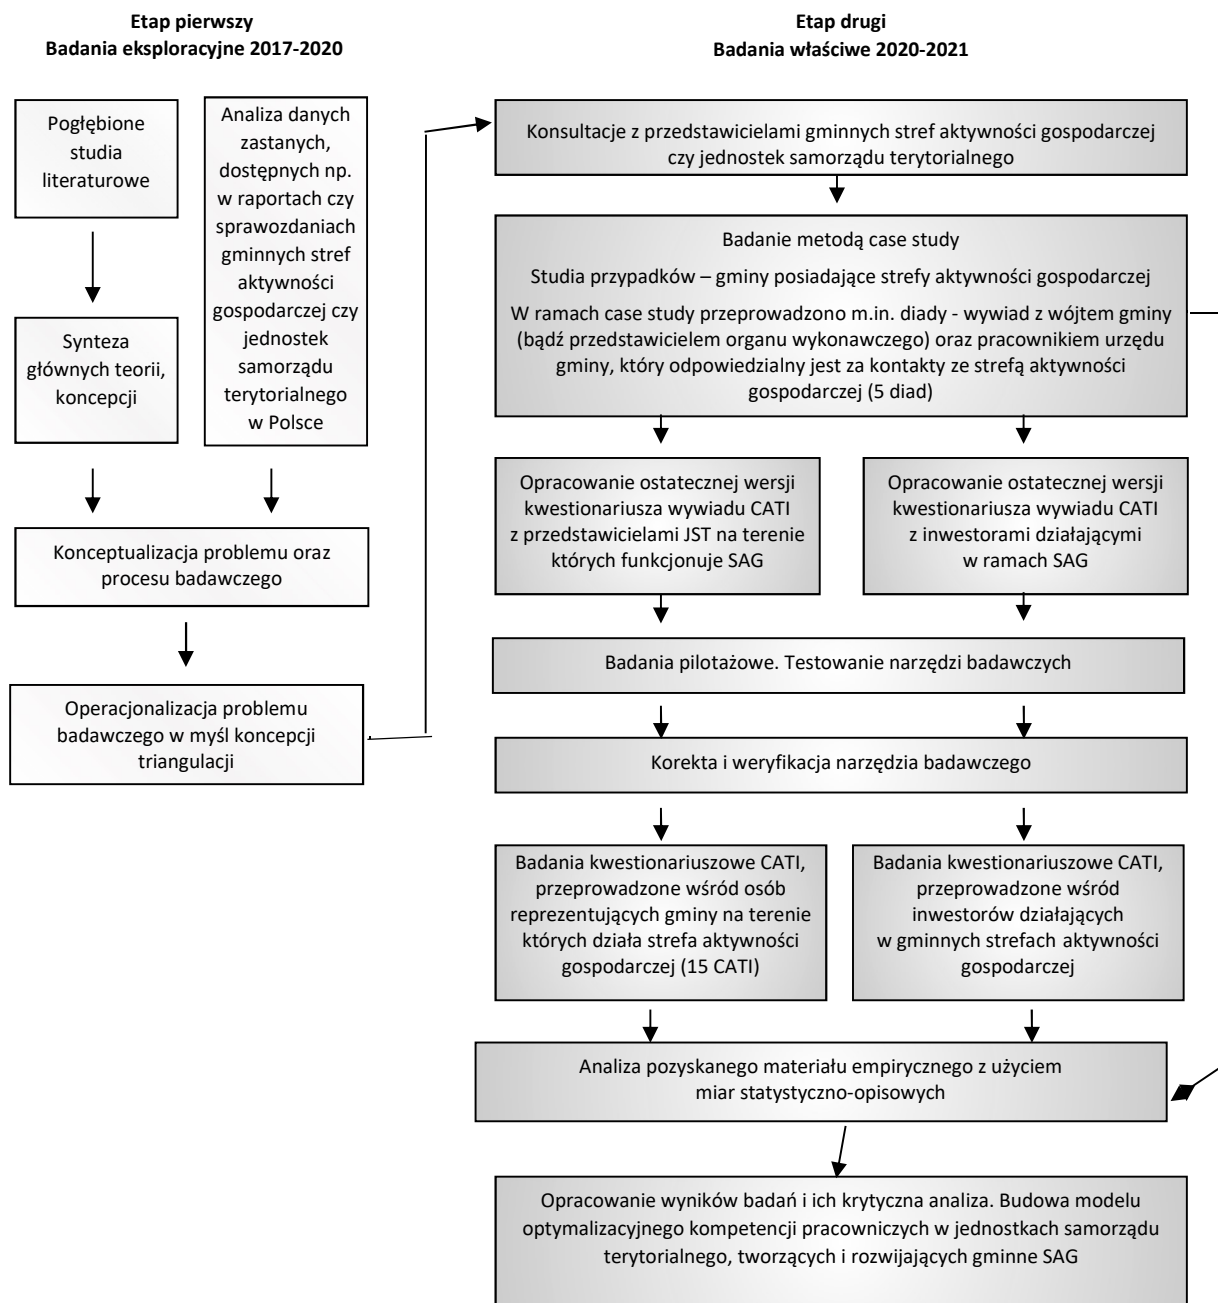 Etap pierwszy
Badania eksploracyjne 2017-2020
Pogłębione
studia
literaturowe
Synteza
głównych teorii,
koncepcji
Analiza danych
zastanych,
dostępnych np.
w raportach czy
sprawozdaniach
gminnych stref
aktywności
gospodarczej czy
jednostek
samorządu
terytorialnego
w Polsce
Konceptualizacja problemu oraz
procesu badawczego
Operacjonalizacja problemu
badawczego w myśl koncepcji
triangulacji
Etap drugi
Badania właściwe 2020-2021
Konsultacje z przedstawicielami gminnych stref aktywności gospodarczej
czy jednostek samorządu terytorialnego
Badanie metodą case study
Studia przypadków – gminy posiadające strefy aktywności gospodarczej
W ramach case study przeprowadzono m.in. diady - wywiad z wójtem gminy
(bądź przedstawicielem organu wykonawczego) oraz pracownikiem urzędu
gminy, który odpowiedzialny jest za kontakty ze strefą aktywności
gospodarczej (5 diad)
Opracowanie ostatecznej wersji
kwestionariusza wywiadu CATI
z przedstawicielami JST na terenie
których funkcjonuje SAG
Opracowanie ostatecznej wersji
kwestionariusza wywiadu CATI
z inwestorami działającymi
w ramach SAG
Badania pilotażowe. Testowanie narzędzi badawczych
Korekta i weryfikacja narzędzia badawczego
Badania kwestionariuszowe CATI,
przeprowadzone wśród osób
reprezentujących gminy na terenie
których działa strefa aktywności
gospodarczej (15 CATI)
Badania kwestionariuszowe CATI,
przeprowadzone wśród
inwestorów działających
w gminnych strefach aktywności
gospodarczej
Analiza pozyskanego materiału empirycznego z użyciem
miar statystyczno-opisowych
Opracowanie wyników badań i ich krytyczna analiza. Budowa modelu
optymalizacyjnego kompetencji pracowniczych w jednostkach samorządu
terytorialnego, tworzących i rozwijających gminne SAG